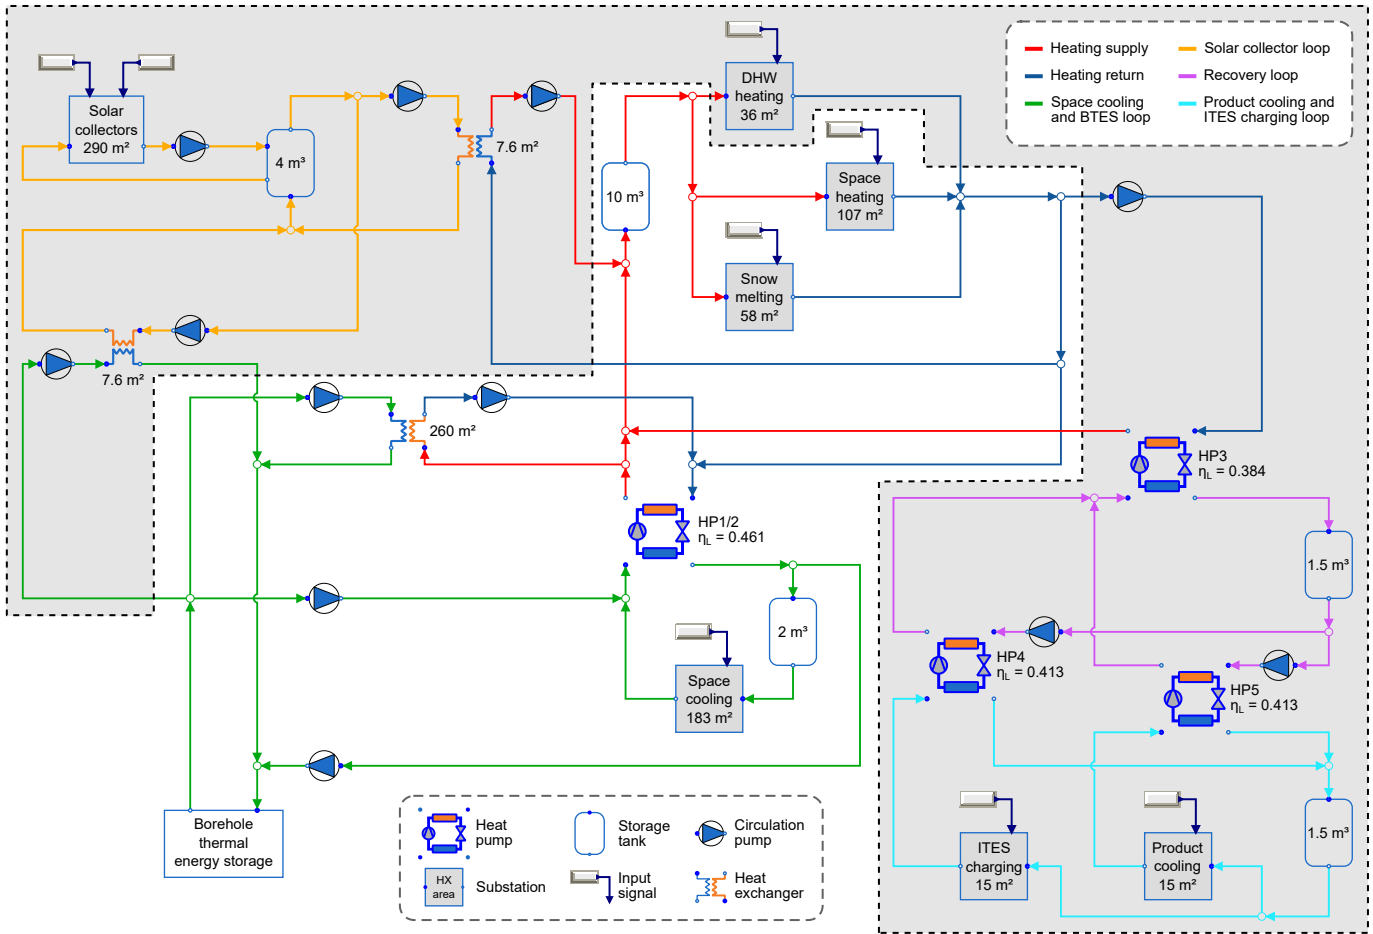 Heating supply
Heating return
Space cooling
and BTES loop
Solar collector loop
Recovery loop
Product cooling and
ITES charging loop
Solar
collectors
290 m²
4 m³
7.6 m²
10 m³
DHW
heating
36 m²
Space
heating
107 m²
Snow
melting
58 m²
7.6 m²
260 m²
HP3
ηL = 0.384
HP1/2
ηL = 0.461
1.5 m³
2 m³
HP4
ηL = 0.413
HP5
ηL = 0.413
Space
cooling
183 m²
Borehole
thermal
energy storage
ITES
charging
15 m²
Product
cooling
15 m²
1.5 m³
Heat
pump
Storage
tank
Circulation
pump
HX
area
Substation
Input
signal
Heat
exchanger